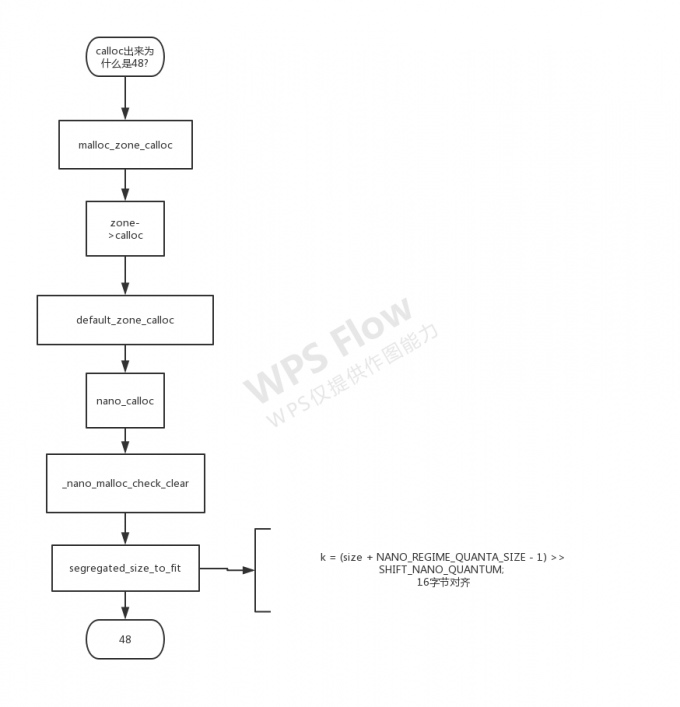 calloc出来为
什么是48?
malloc_zone_calloc
zone-
>calloc
default_zone_calloc
WPS Flow
WPS仅提供作图能力
nano_calloc
_nano_malloc_check_clear
segregated_size_to_fit
k = (size + NANO_REGIME_QUANTA_SIZE - 1) >>
SHIFT_NANO_QUANTUM;
16字节对齐
48